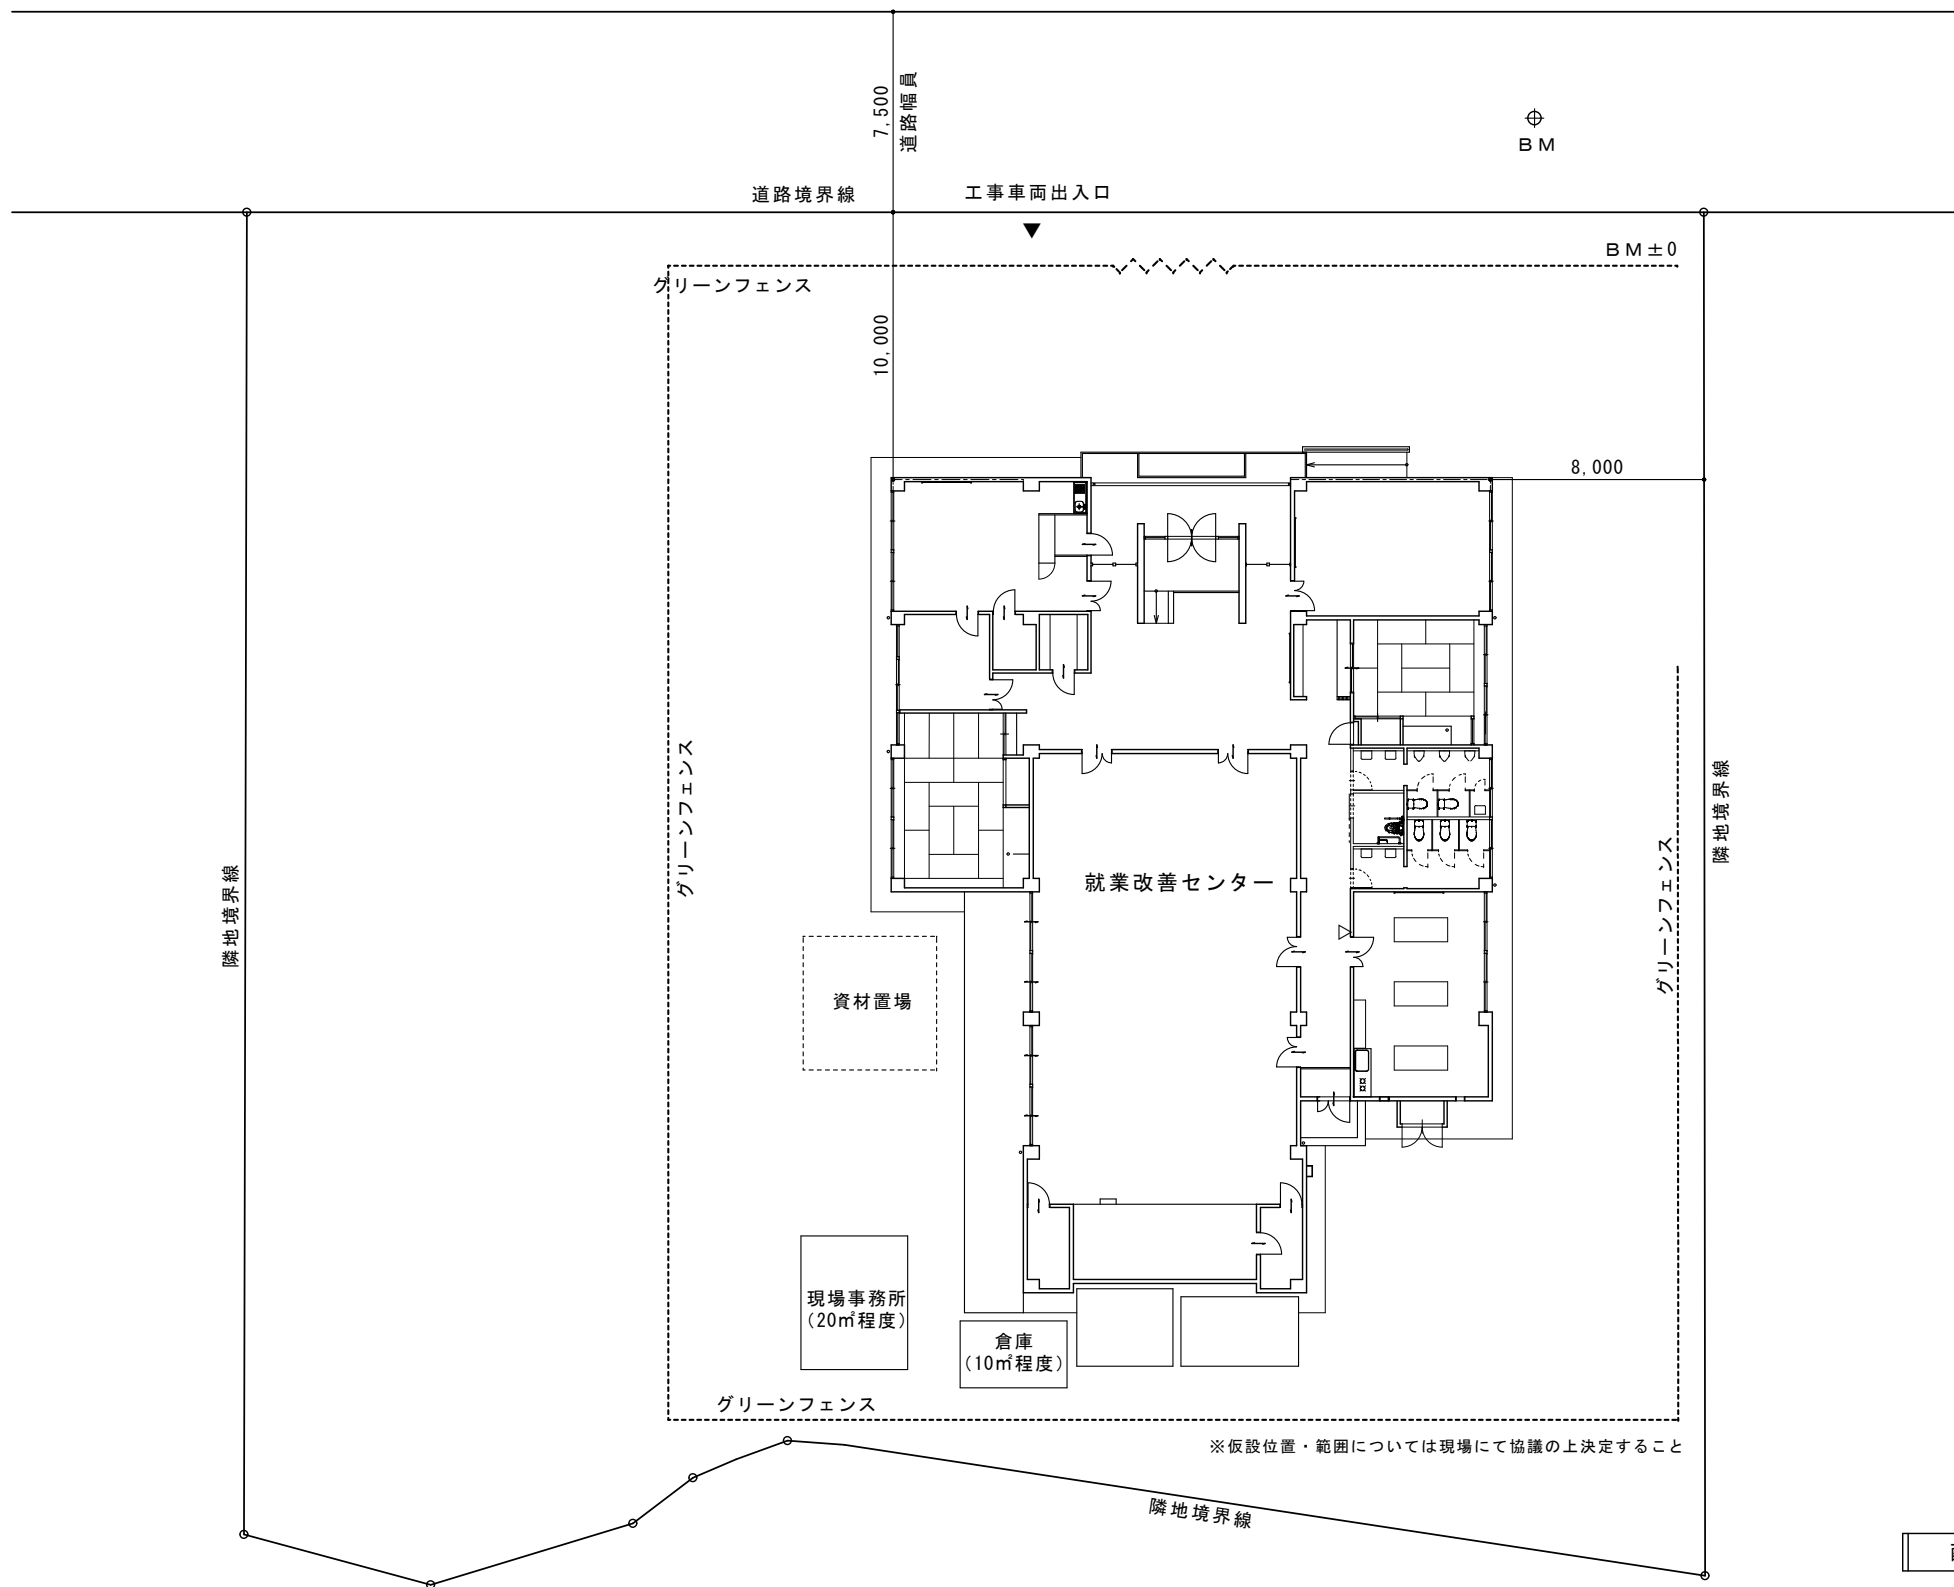 7,500
道路幅員
BM
道路境界線
工事車両出入口
BM±0
グリーンフェンス
10,000
8,000
グリーンフェンス
隣地境界線
グリーンフェンス
隣地境界線
就業改善センター
資材置場
現場事務所
(20㎡程度)
倉庫
(10㎡程度)
グリーンフェンス
※仮設位置・範囲については現場にて協議の上決定すること
隣地境界線